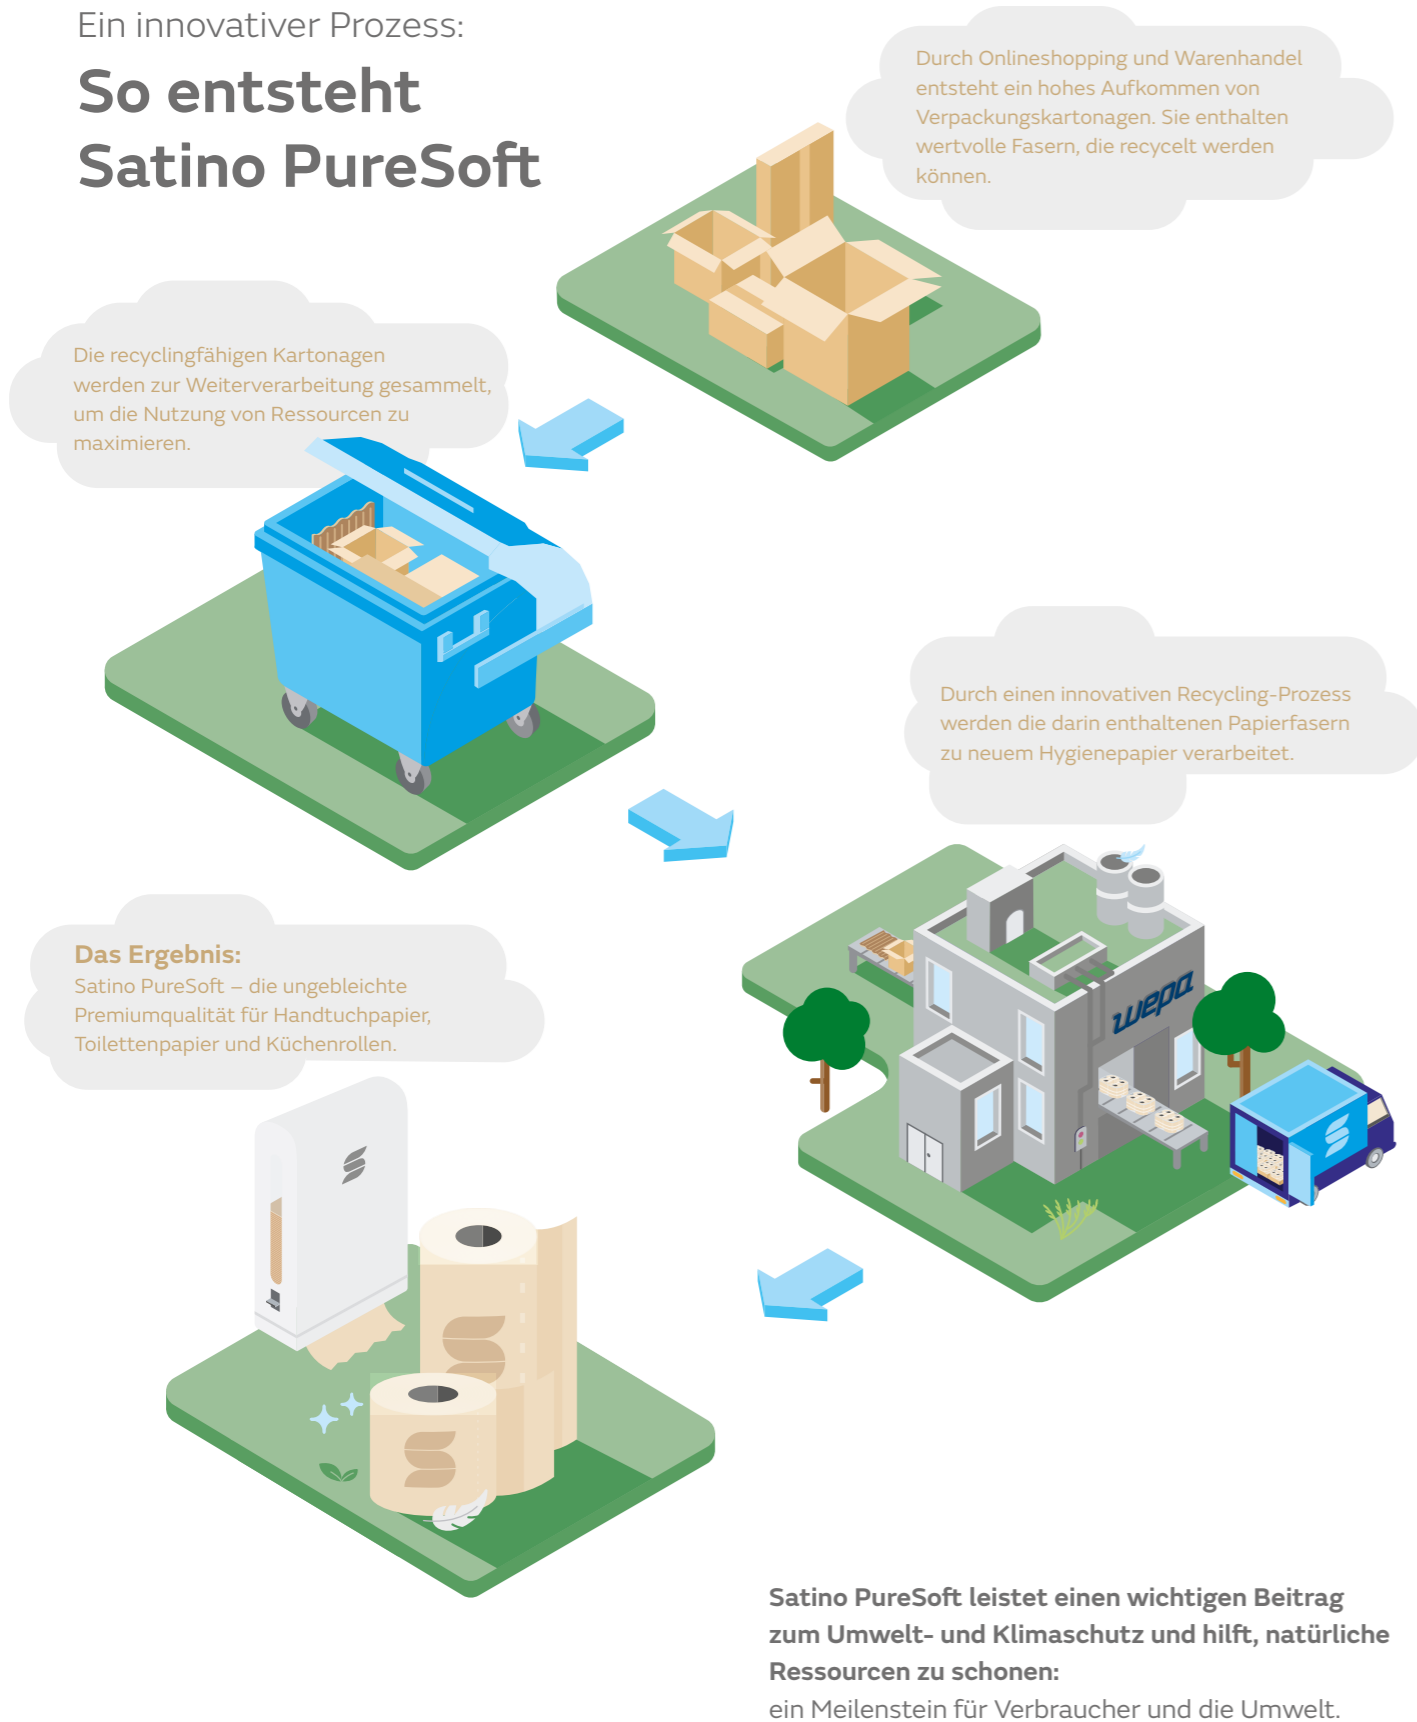 Ein innovativer Prozess:
So entsteht
Satino PureSoft
Durch Onlineshopping und Warenhandel
entsteht ein hohes Aufkommen von
Verpackungskartonagen. Sie enthalten
wertvolle Fasern, die recycelt werden
können.
Die recyclingfähigen Kartonagen
werden zur Weiterverarbeitung gesammelt,
um die Nutzung von Ressourcen zu
maximieren.
Durch einen innovativen Recycling-Prozess
werden die darin enthaltenen Papierfasern
zu neuem Hygienepapier verarbeitet.
wepa
Das Ergebnis:
Satino PureSoft – die ungebleichte
Premiumqualität für Handtuchpapier,
Toilettenpapier und Küchenrollen.
Satino PureSoft leistet einen wichtigen Beitrag
zum Umwelt- und Klimaschutz und hilft, natürliche
Ressourcen zu schonen:
ein Meilenstein für Verbraucher und die Umwelt.